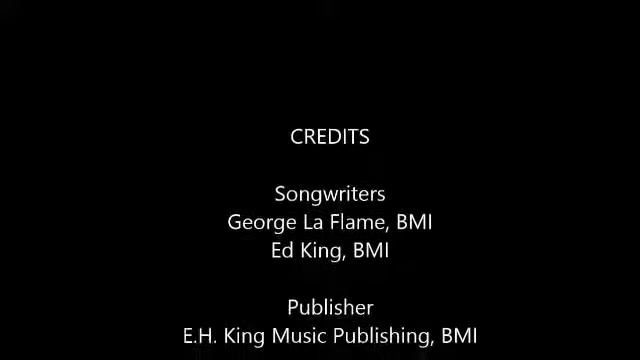 CREDITS
Songwriters
George La Flame, BMI
Ed King, BMI
Publisher
E.H. King Music Publishing, BMI